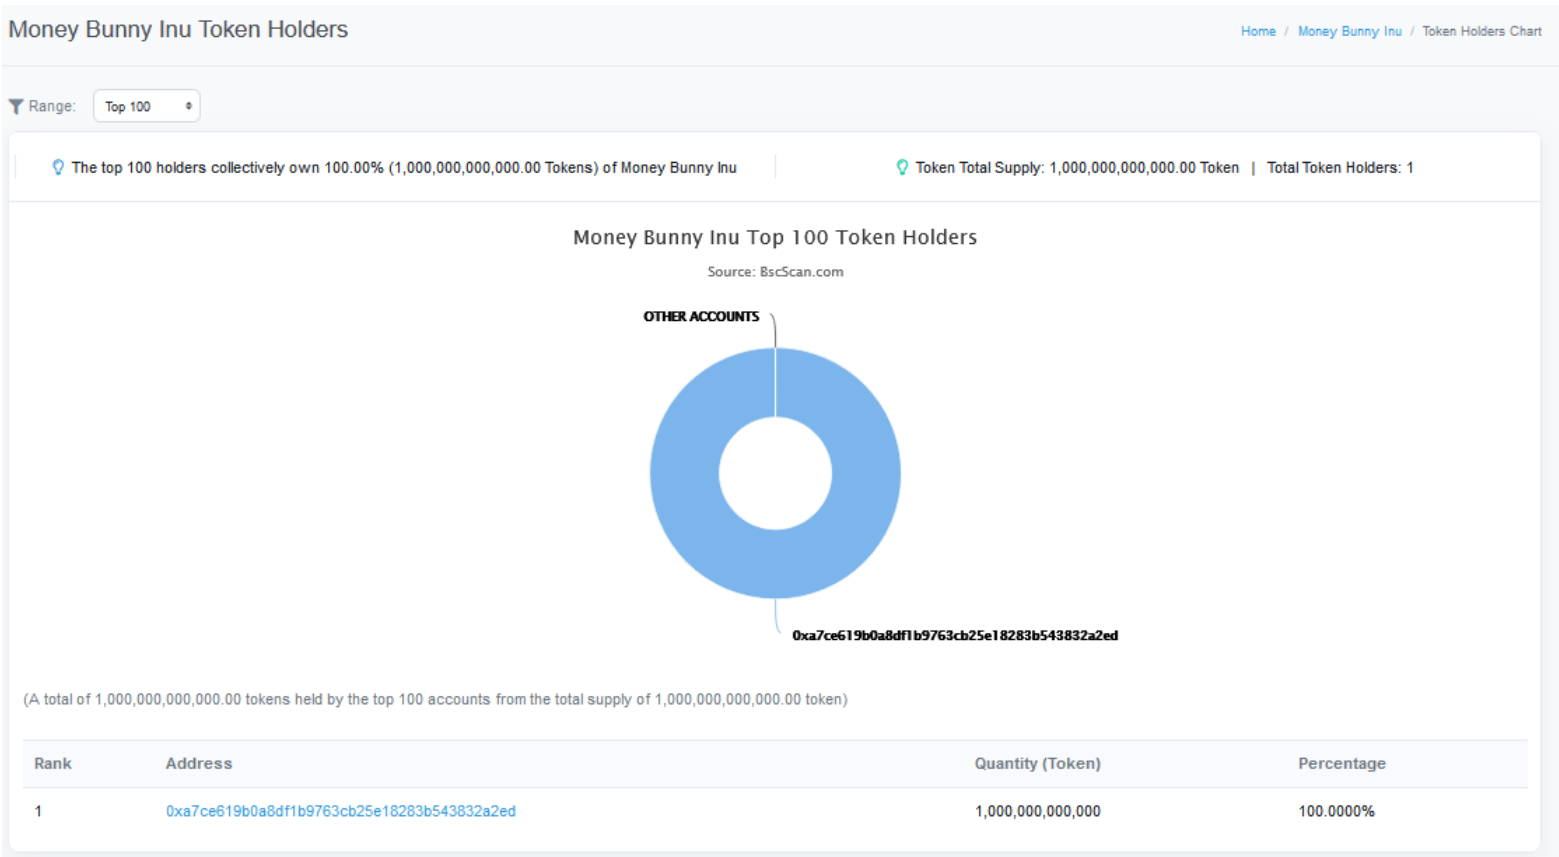 Money Bunny Inu Token Holders
Home / Money Bunny Inu / Token Holders Chart
Range: Top 100
The top 100 holders collectively own 100.00% (1,000,000,000,000.00 Tokens) of Money Bunny Inu
Token Total Supply: 1,000,000,000,000.00 Token | Total Token Holders: 1
Money Bunny Inu Top 100 Token Holders
Source: BscScan.com
OTHER ACCOUNTS
0xa7ce619b0a8df1b9763cb25e18283b543832a2ed
(A total of 1,000,000,000,000.00 tokens held by the top 100 accounts from the total supply of 1,000,000,000,000.00 token)
Rank Address Quantity (Token) Percentage
1 0xa7ce619b0a8df1b9763cb25e18283b543832a2ed 1,000,000,000,000 100.0000%